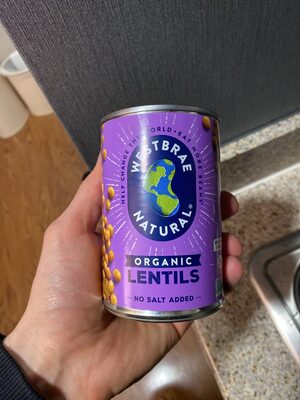 HELP CHANGE THE WORLD · EAT MORE BEANS!
WESTBRAE
NATURAL®
ORGANIC
LENTILS
NO SALT ADDED